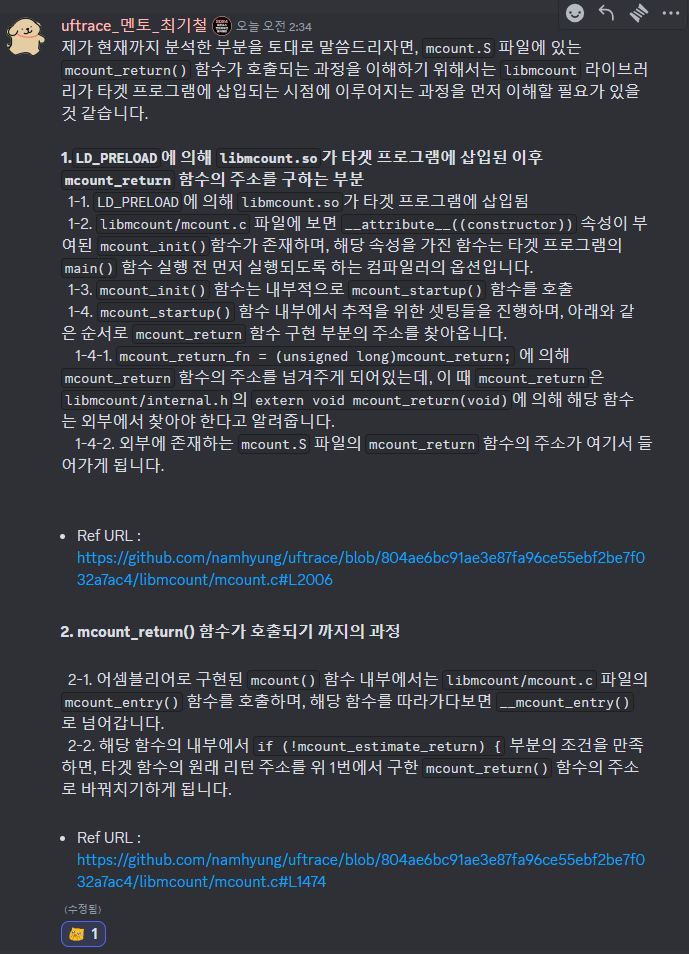 uftrace_멘토_최기철 오늘 오전 2:34
제가 현재까지 분석한 부분을 토대로 말씀드리자면, mcount.S 파일에 있는
mcount_return() 함수가 호출되는 과정을 이해하기 위해서는 libmcount 라이브러
리가 타겟 프로그램에 삽입되는 시점에 이루어지는 과정을 먼저 이해할 필요가 있을
것 같습니다.
1. LD_PRELOAD 에 의해 libmcount.so 가 타겟 프로그램에 삽입된 이후
mcount_return 함수의 주소를 구하는 부분
1-1. LD_PRELOAD 에 의해 libmcount.so 가 타겟 프로그램에 삽입됨
1-2. libmcount/mcount.c 파일에 보면 __attribute__((constructor)) 속성이 부
여된 mcount_init() 함수가 존재하며, 해당 속성을 가진 함수는 타겟 프로그램의
main() 함수 실행 전 먼저 실행되도록 하는 컴파일러의 옵션입니다.
1-3. mcount_init() 함수는 내부적으로 mcount_startup() 함수를 호출
1-4. mcount_startup() 함수 내부에서 추적을 위한 셋팅들을 진행하며, 아래와 같
은 순서로 mcount_return 함수 구현 부분의 주소를 찾아옵니다.
1-4-1. mcount_return_fn = (unsigned long)mcount_return; 에 의해
mcount_return 함수의 주소를 넘겨주게 되어있는데, 이 때 mcount_return 은
libmcount/internal.h 의 extern void mcount_return(void) 에 의해 해당 함수
는 외부에서 찾아야 한다고 알려줍니다.
1-4-2. 외부에 존재하는 mcount.S 파일의 mcount_return 함수의 주소가 여기서 들
어가게 됩니다.
• Ref URL :
https://github.com/namhyung/uftrace/blob/804ae6bc91ae3e87fa96ce55ebf2be7f0
32a7ac4/libmcount/mcount.c#L2006
2. mcount_return() 함수가 호출되기 까지의 과정
2-1. 어셈블리어로 구현된 mcount() 함수 내부에서는 libmcount/mcount.c 파일의
mcount_entry() 함수를 호출하며, 해당 함수를 따라가다보면 __mcount_entry()
로 넘어갑니다.
2-2. 해당 함수의 내부에서 if (!mcount_estimate_return) { 부분의 조건을 만족
하면, 타겟 함수의 원래 리턴 주소를 위 1번에서 구한 mcount_return() 함수의 주소
로 바꿔치기하게 됩니다.
• Ref URL :
https://github.com/namhyung/uftrace/blob/804ae6bc91ae3e87fa96ce55ebf2be7f0
32a7ac4/libmcount/mcount.c#L1474
(수정됨)
1